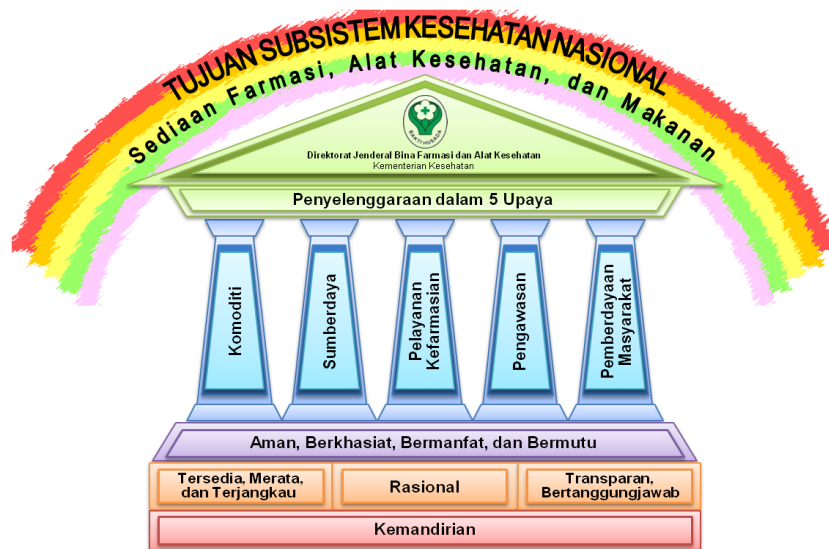 TUJUAN SUBSISTEM KESEHATAN NASIONAL
Sediaan Farmasi, Alat Kesehatan, dan Makanan
BAKTI HUSADA
Direktorat Jenderal Bina Farmasi dan Alat Kesehatan
Kementerian Kesehatan
Penyelenggaraan dalam 5 Upaya
Komoditi
Sumberdaya
Pelayanan
Kefarmasian
Pengawasan
Pemberdayaan
Masyarakat
Aman, Berkhasiat, Bermanfat, dan Bermutu
Tersedia, Merata,
dan Terjangkau
Rasional
Transparan,
Bertanggungjawab
Kemandirian